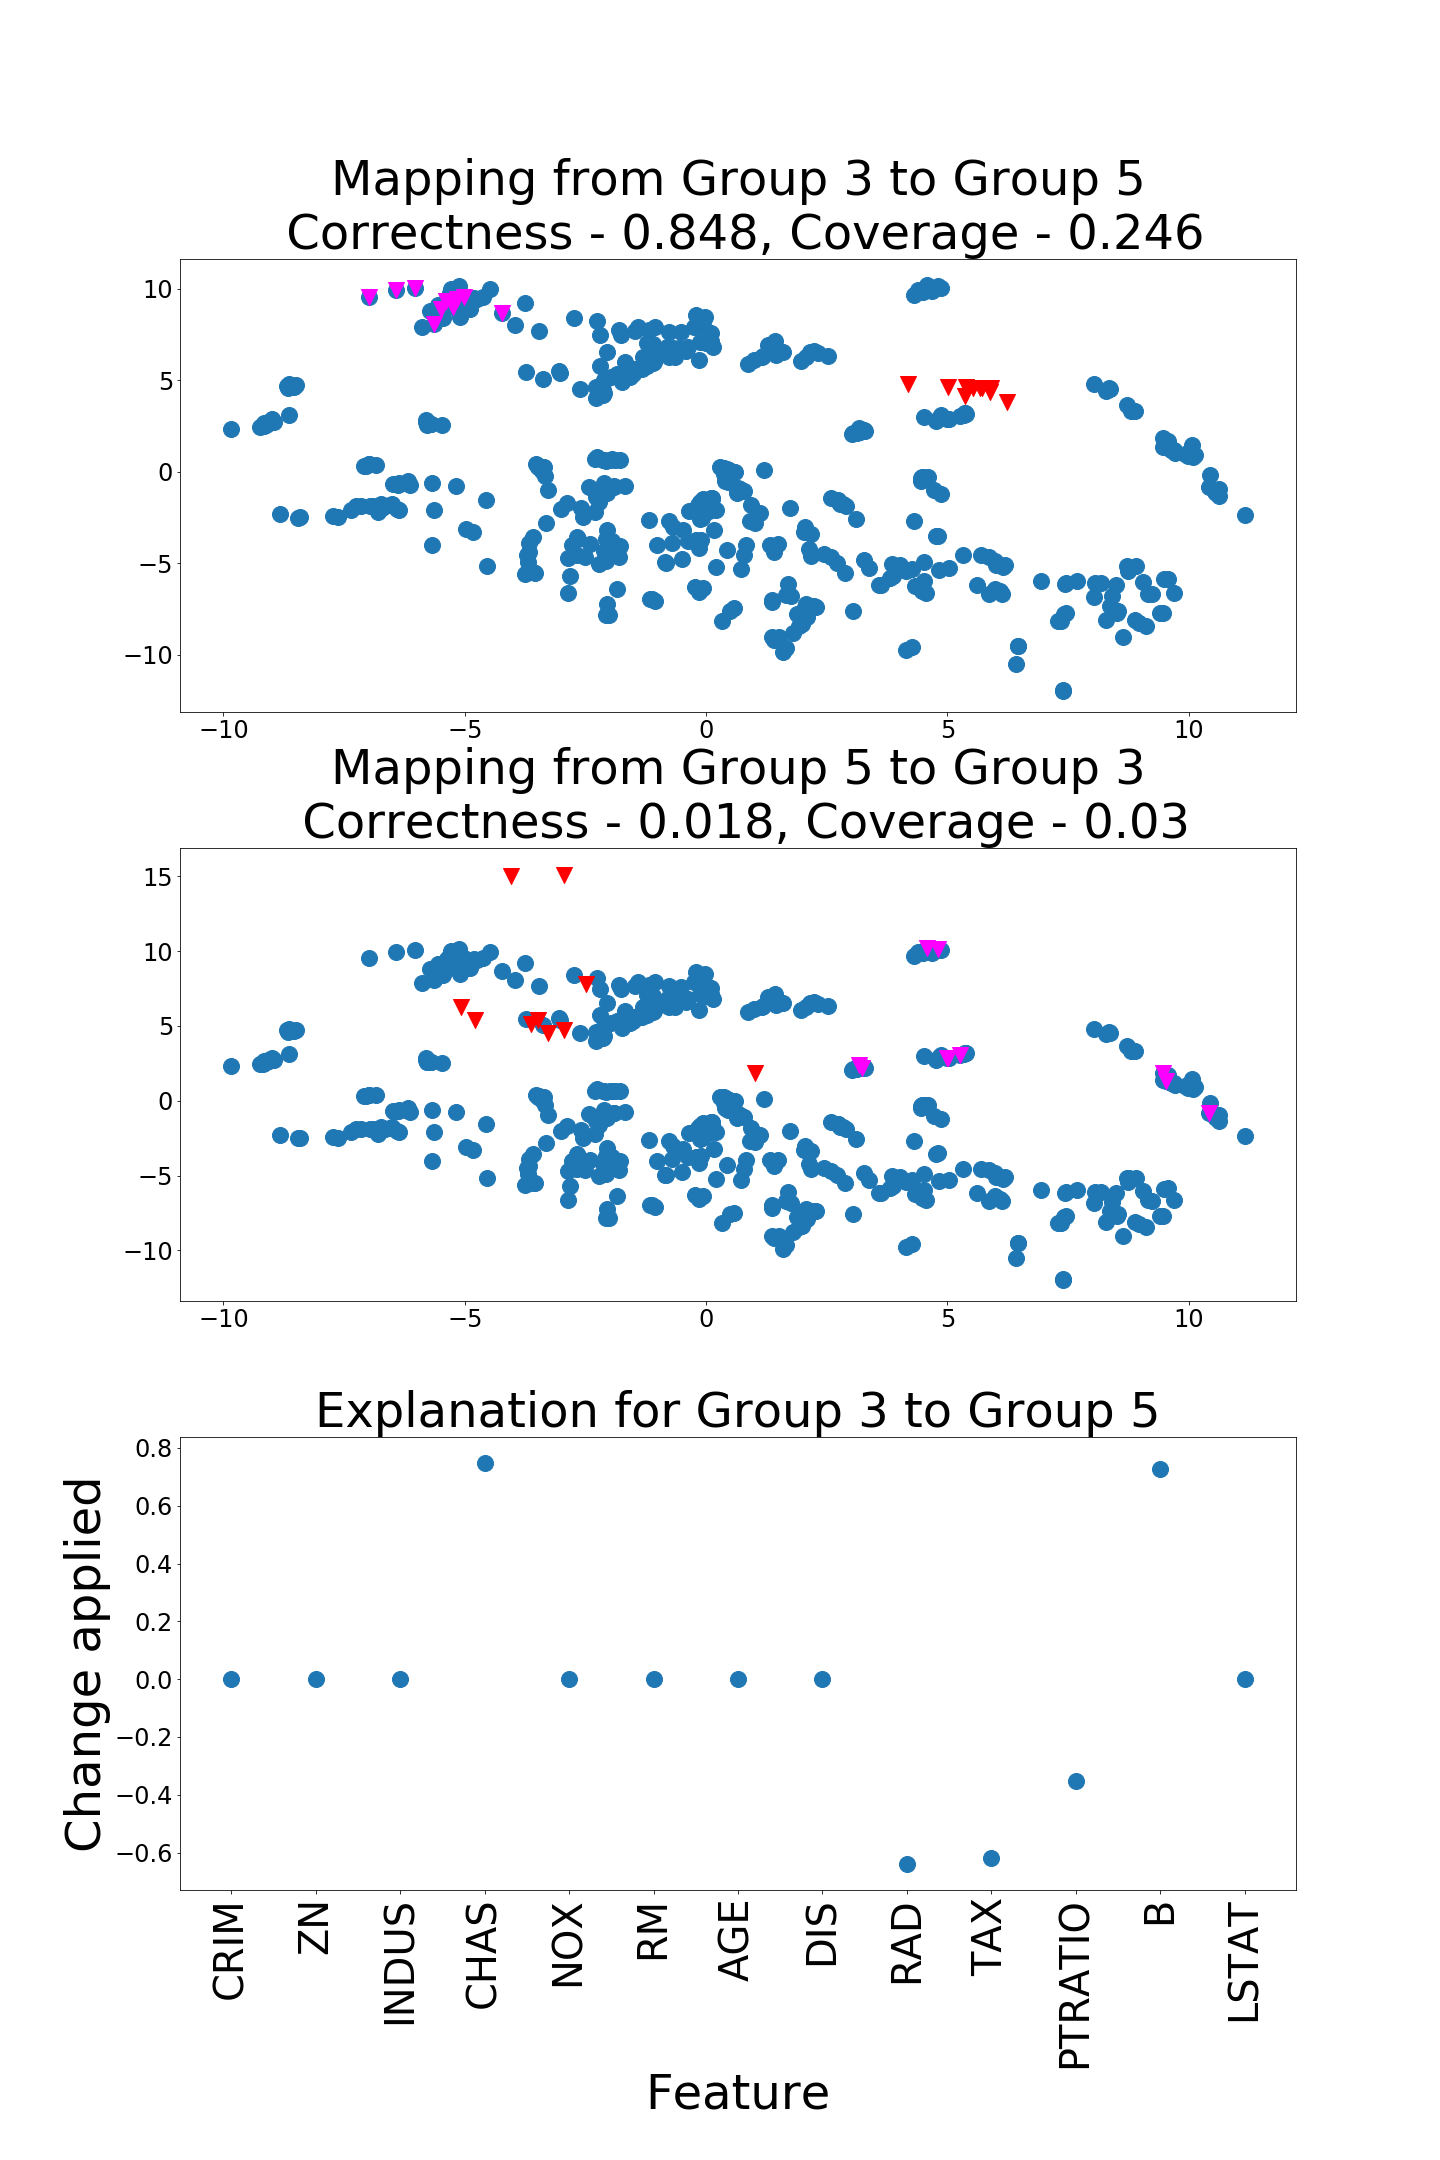 Mapping from Group 3 to Group 5
Correctness - 0.848, Coverage - 0.246
10
5
0
−5
−10
−10 −5 0 5 10
Mapping from Group 5 to Group 3
Correctness - 0.018, Coverage - 0.03
15
10
5
0
−5
−10
−10 −5 0 5 10
Explanation for Group 3 to Group 5
Change applied
0.8
0.6
0.4
0.2
0.0
−0.2
−0.4
−0.6
CRIM ZN INDUS CHAS NOX RM AGE DIS RAD TAX PTRATIO B LSTAT
Feature